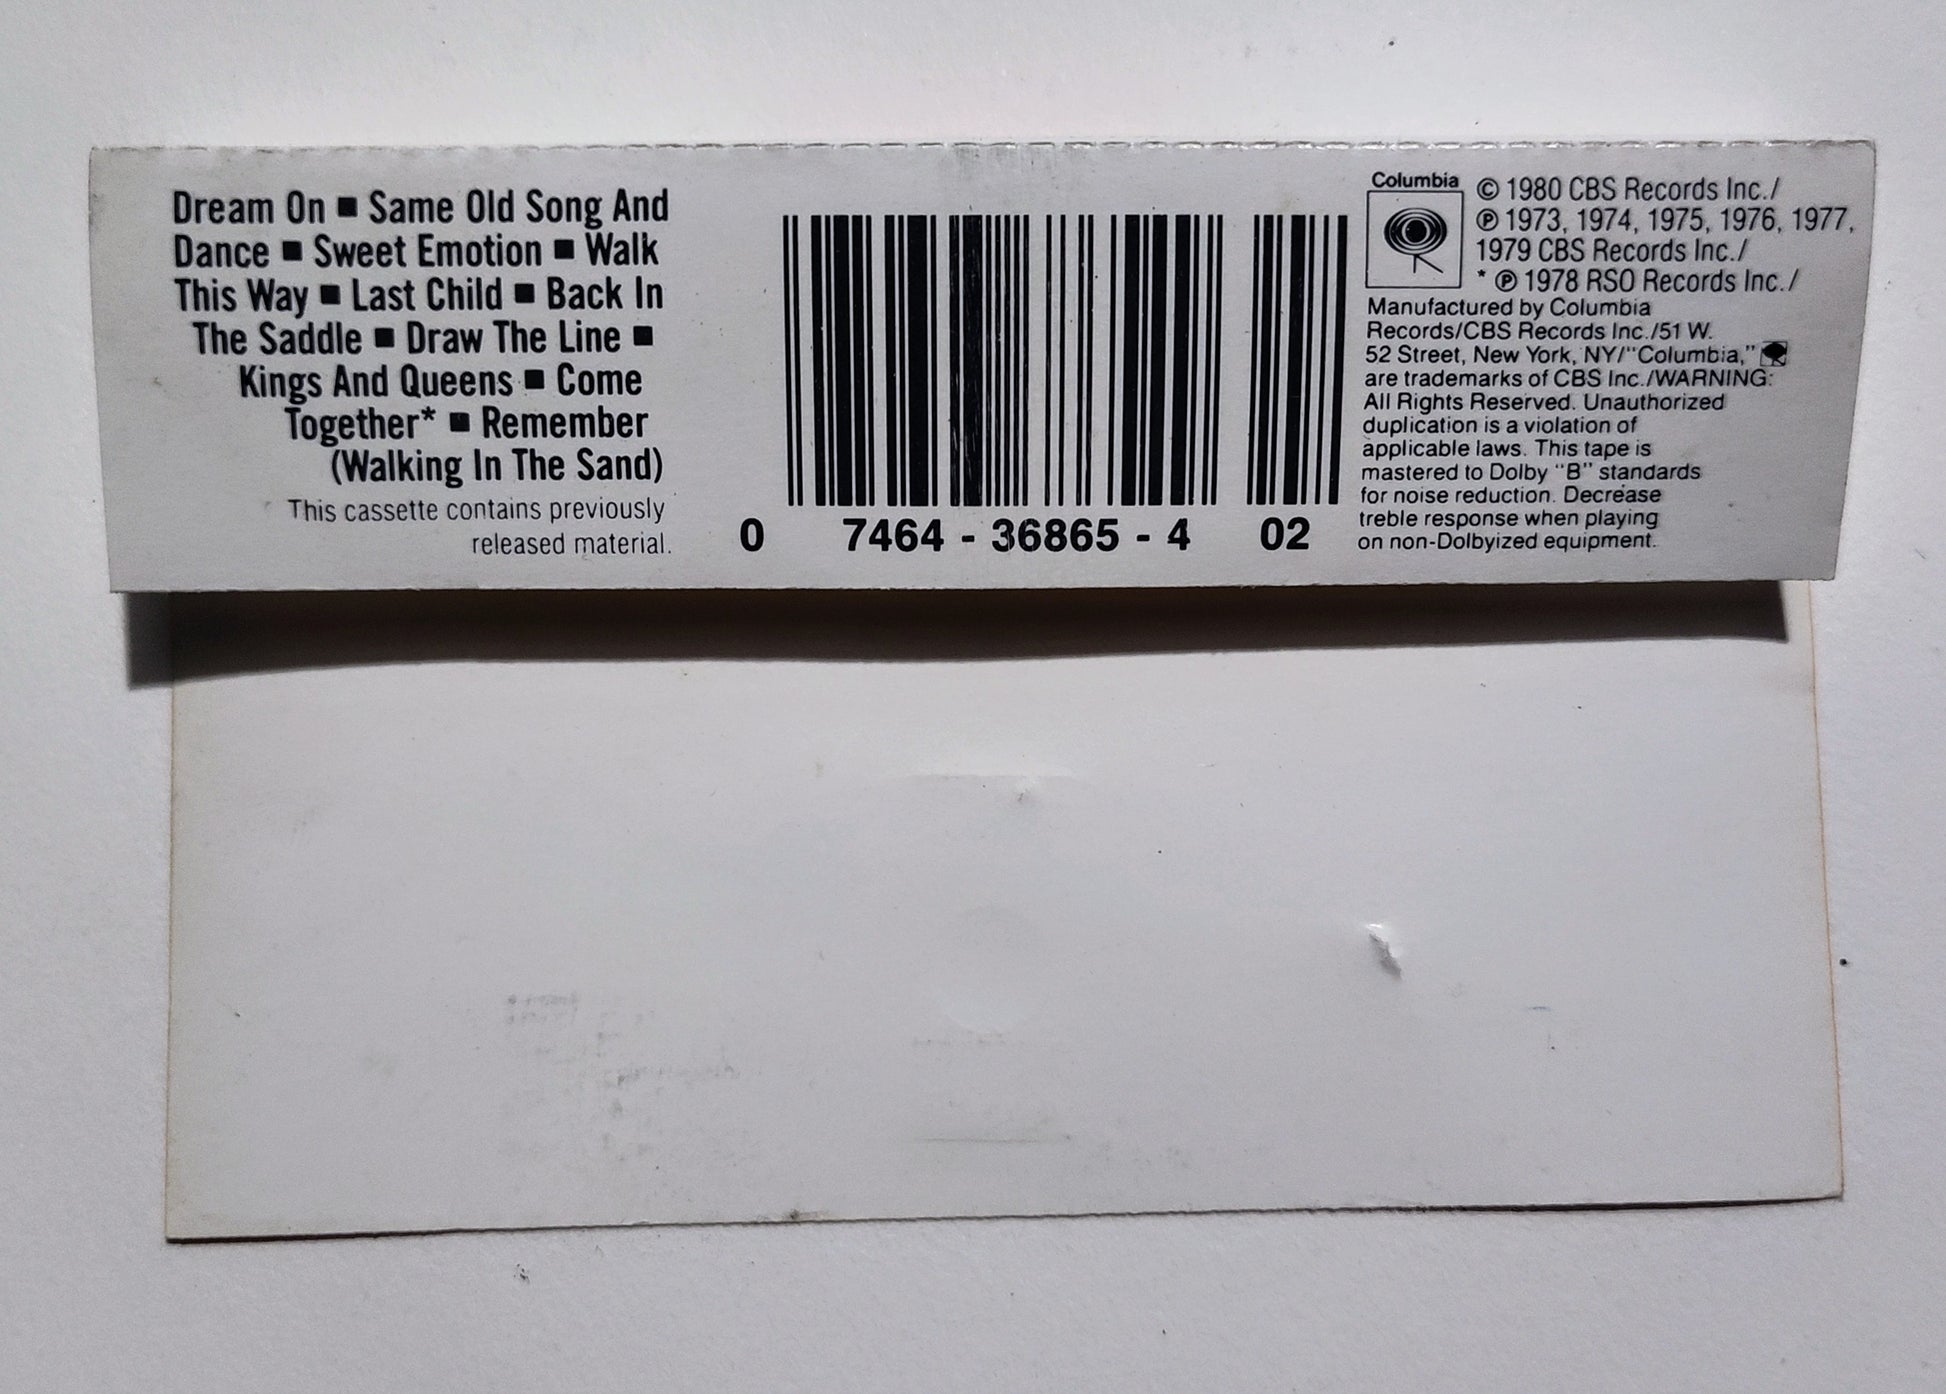 Dream On ■ Same Old Song And
Dance ■ Sweet Emotion ■ Walk
This Way ■ Last Child ■ Back In
The Saddle ■ Draw The Line ■
Kings And Queens ■ Come
Together* ■ Remember
(Walking In The Sand)
This cassette contains previously
released material.
0 7464 - 36865 - 4 02
Columbia
© 1980 CBS Records Inc./
℗ 1973, 1974, 1975, 1976, 1977,
1979 CBS Records Inc./
* ℗ 1978 RSO Records Inc./
Manufactured by Columbia
Records/CBS Records Inc./51 W.
52 Street, New York, NY/"Columbia,"
are trademarks of CBS Inc./WARNING:
All Rights Reserved. Unauthorized
duplication is a violation of
applicable laws. This tape is
mastered to Dolby "B" standards
for noise reduction. Decrease
treble response when playing
on non-Dolbyized equipment.